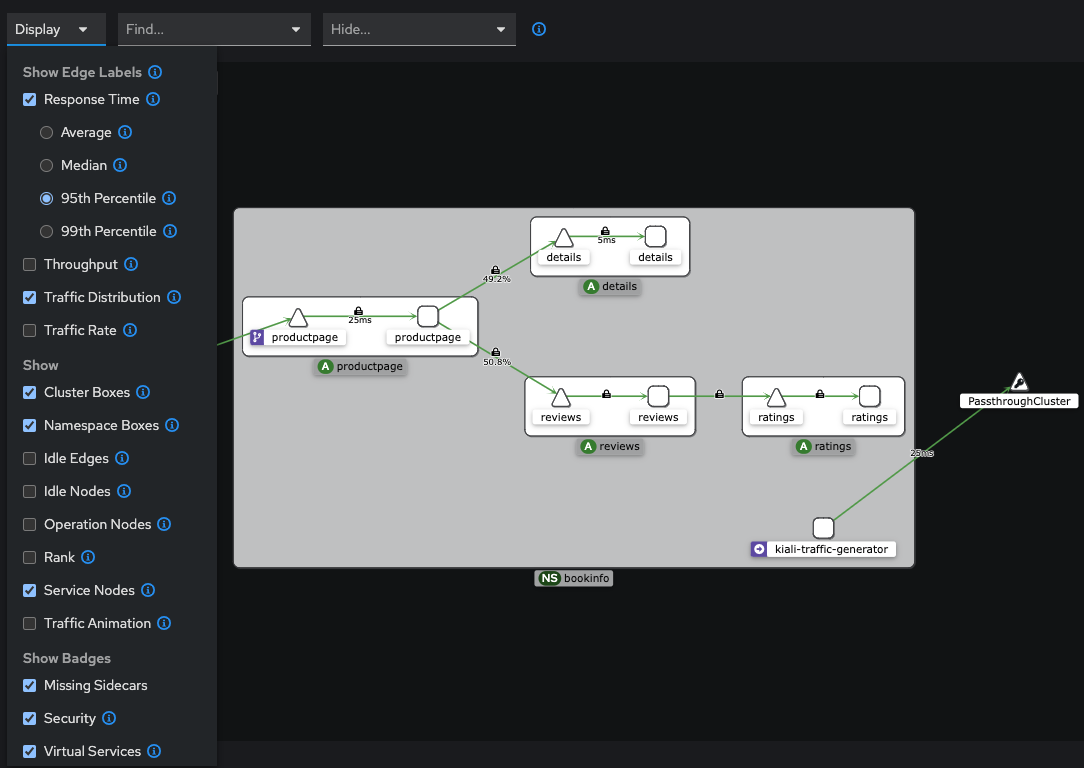 Display
Find...
Hide...
Show Edge Labels
Response Time
Average
Median
95th Percentile
99th Percentile
Throughput
Traffic Distribution
Traffic Rate
Show
Cluster Boxes
Namespace Boxes
Idle Edges
Idle Nodes
Operation Nodes
Rank
Service Nodes
Traffic Animation
Show Badges
Missing Sidecars
Security
Virtual Services
5ms
details
details
A details
49.2%
25ms
productpage
productpage
A productpage
50.8%
reviews
reviews
A reviews
ratings
ratings
A ratings
PassthroughCluster
25ms
kiali-traffic-generator
NS bookinfo